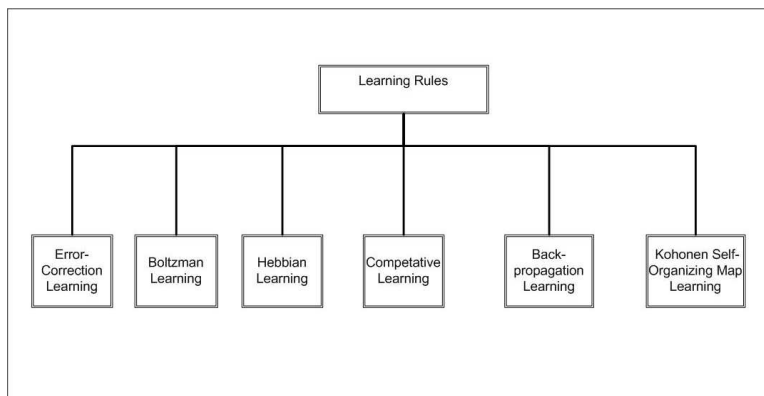 Learning Rules
Error-
Correction
Learning
Boltzman
Learning
Hebbian
Learning
Competative
Learning
Back-
propagation
Learning
Kohonen Self-
Organizing Map
Learning